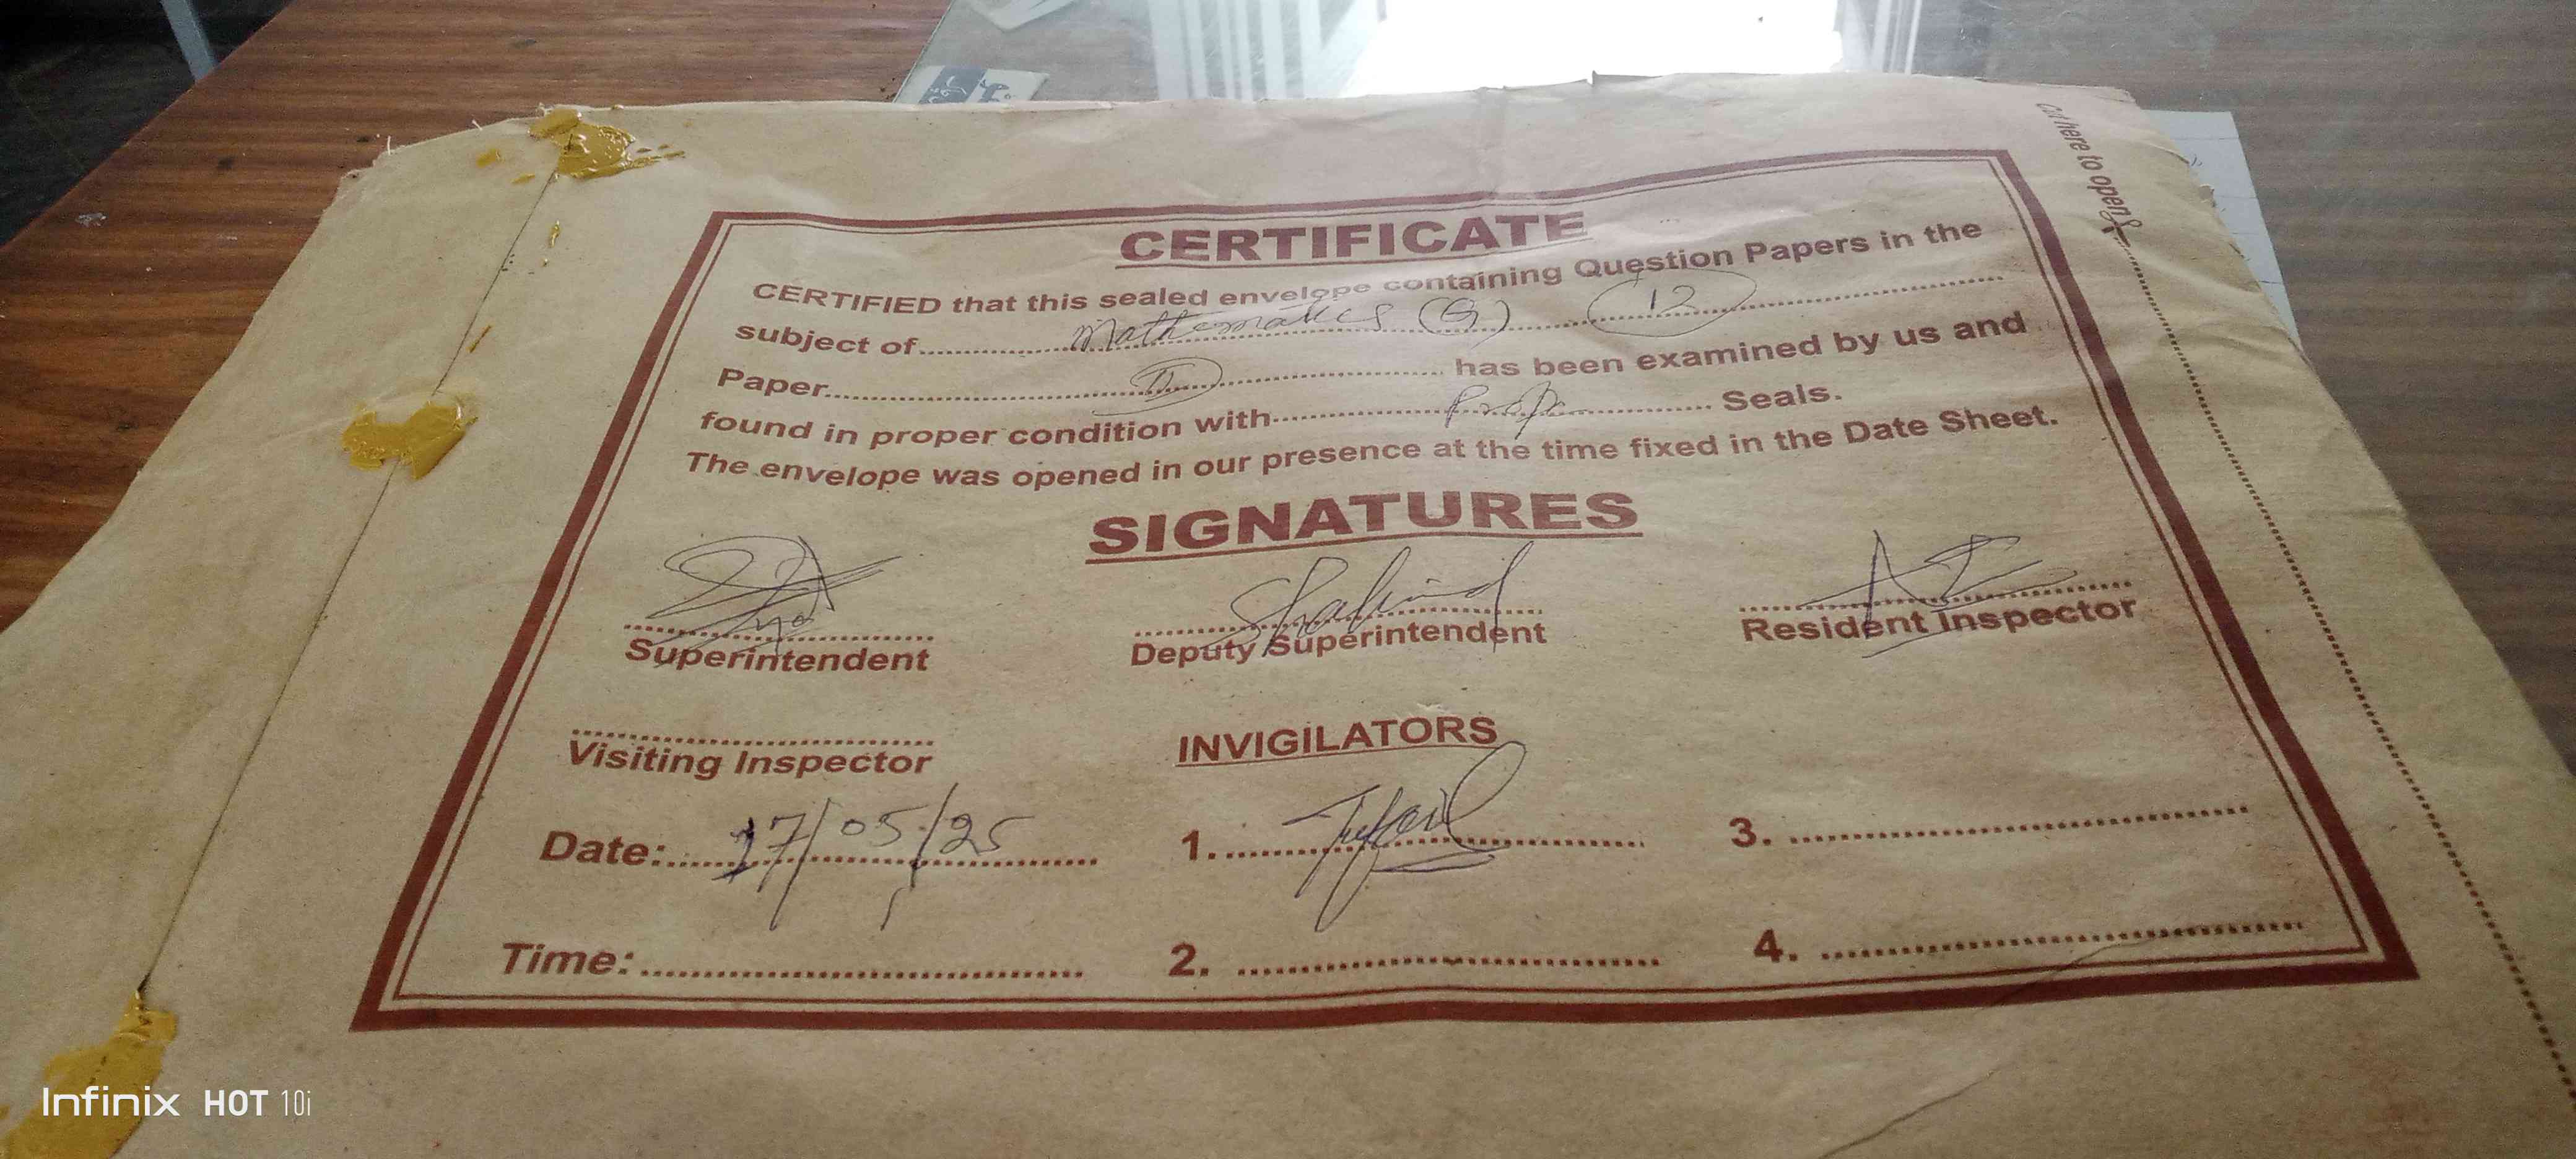 Cut here to open
CERTIFICATE
CERTIFIED that this sealed envelope containing Question Papers in the
subject of Mathematics (G) 12
Paper II has been examined by us and
found in proper condition with Seals.
The envelope was opened in our presence at the time fixed in the Date Sheet.
SIGNATURES
Superintendent
Shahid
Deputy Superintendent
Resident Inspector
Visiting Inspector
INVIGILATORS
Date: 17/05/25
1. Tufail
3.
Time:
2.
4.
Infinix HOT 10i